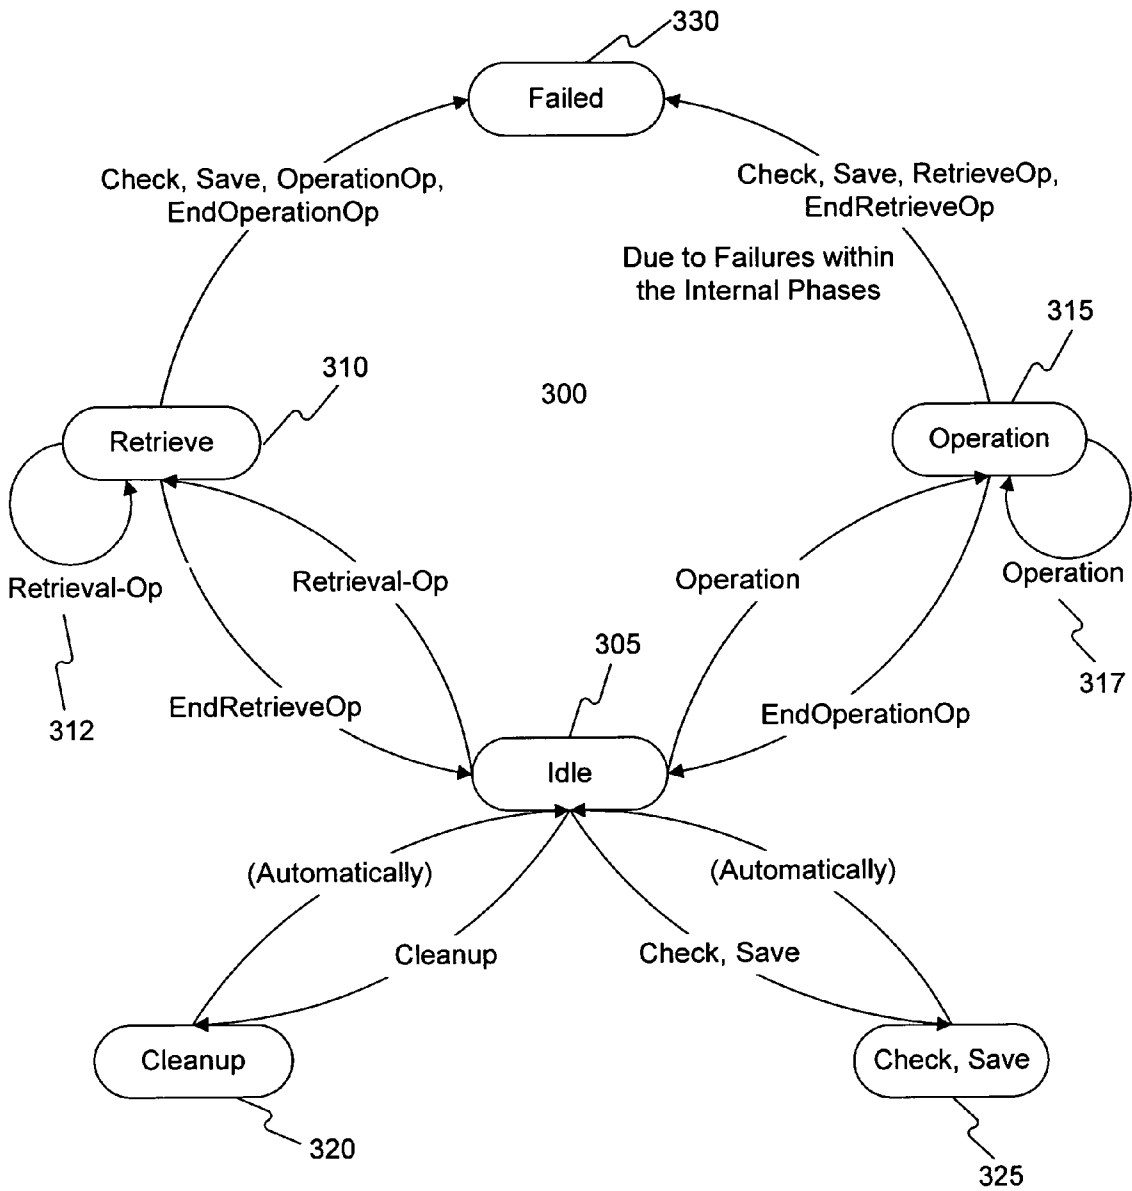 330
Failed
Check, Save, OperationOp,
EndOperationOp
Check, Save, RetrieveOp,
EndRetrieveOp
Due to Failures within
the Internal Phases
315
310
300
Retrieve
Operation
Retrieval-Op
Retrieval-Op
Operation
Operation
312
305
317
EndRetrieveOp
EndOperationOp
Idle
(Automatically)
(Automatically)
Cleanup
Check, Save
Cleanup
Check, Save
320
325